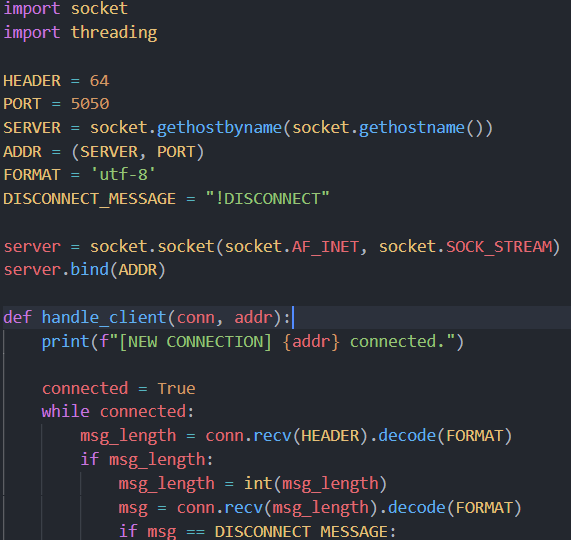 import socket
import threading
HEADER = 64
PORT = 5050
SERVER = socket.gethostbyname(socket.gethostname())
ADDR = (SERVER, PORT)
FORMAT = 'utf-8'
DISCONNECT_MESSAGE = "!DISCONNECT"
server = socket.socket(socket.AF_INET, socket.SOCK_STREAM)
server.bind(ADDR)
def handle_client(conn, addr):
    print(f"[NEW CONNECTION] {addr} connected.")
    connected = True
    while connected:
        msg_length = conn.recv(HEADER).decode(FORMAT)
        if msg_length:
            msg_length = int(msg_length)
            msg = conn.recv(msg_length).decode(FORMAT)
            if msg == DISCONNECT_MESSAGE: